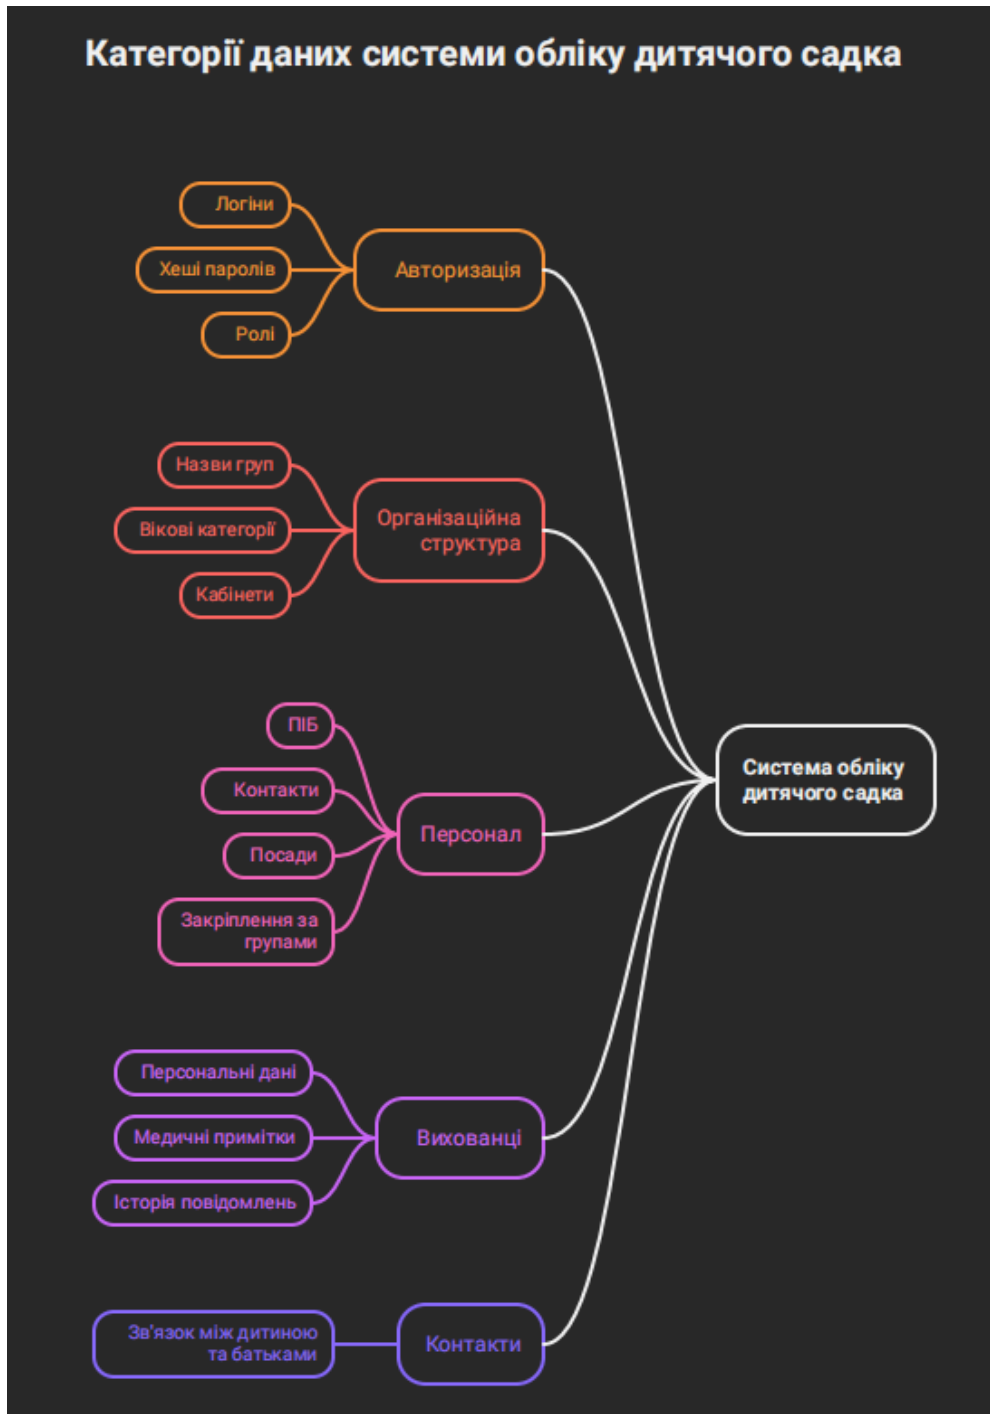 Категорії даних системи обліку дитячого садка
Логіни
Хеші паролів
Ролі
Авторизація
Назви груп
Вікові категорії
Кабінети
Організаційна
структура
ПІБ
Контакти
Посади
Закріплення за
групами
Персонал
Система обліку
дитячого садка
Персональні дані
Медичні примітки
Історія повідомлень
Вихованці
Зв'язок між дитиною
та батьками
Контакти